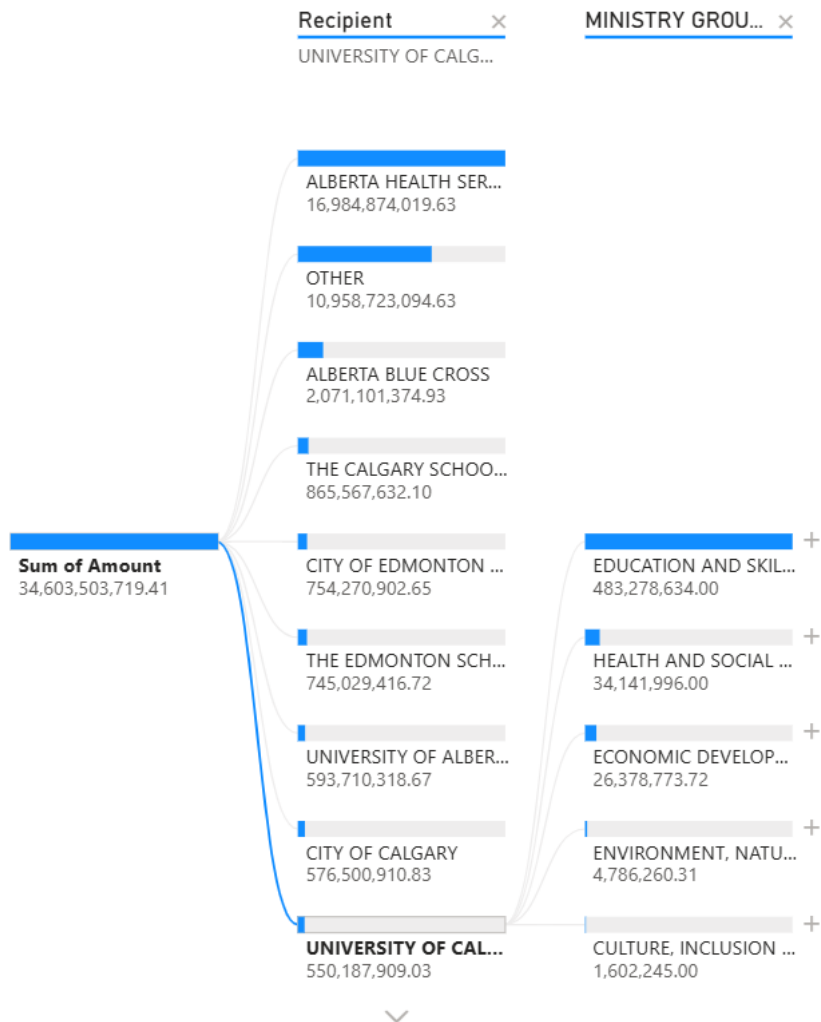 Recipient
MINISTRY GROU...
UNIVERSITY OF CALG...
ALBERTA HEALTH SER...
16,984,874,019.63
OTHER
10,958,723,094.63
ALBERTA BLUE CROSS
2,071,101,374.93
THE CALGARY SCHOO...
865,567,632.10
Sum of Amount
34,603,503,719.41
CITY OF EDMONTON ...
754,270,902.65
THE EDMONTON SCH...
745,029,416.72
UNIVERSITY OF ALBER...
593,710,318.67
CITY OF CALGARY
576,500,910.83
UNIVERSITY OF CAL...
550,187,909.03
EDUCATION AND SKIL...
483,278,634.00
HEALTH AND SOCIAL ...
34,141,996.00
ECONOMIC DEVELOP...
26,378,773.72
ENVIRONMENT, NATU...
4,786,260.31
CULTURE, INCLUSION ...
1,602,245.00